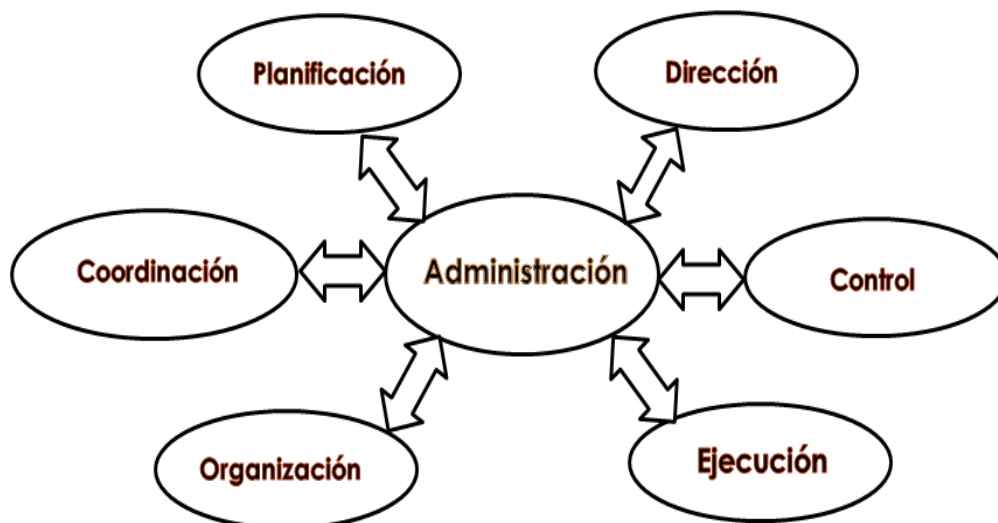 Planificación
Dirección
Coordinación
Administración
Control
Organización
Ejecución